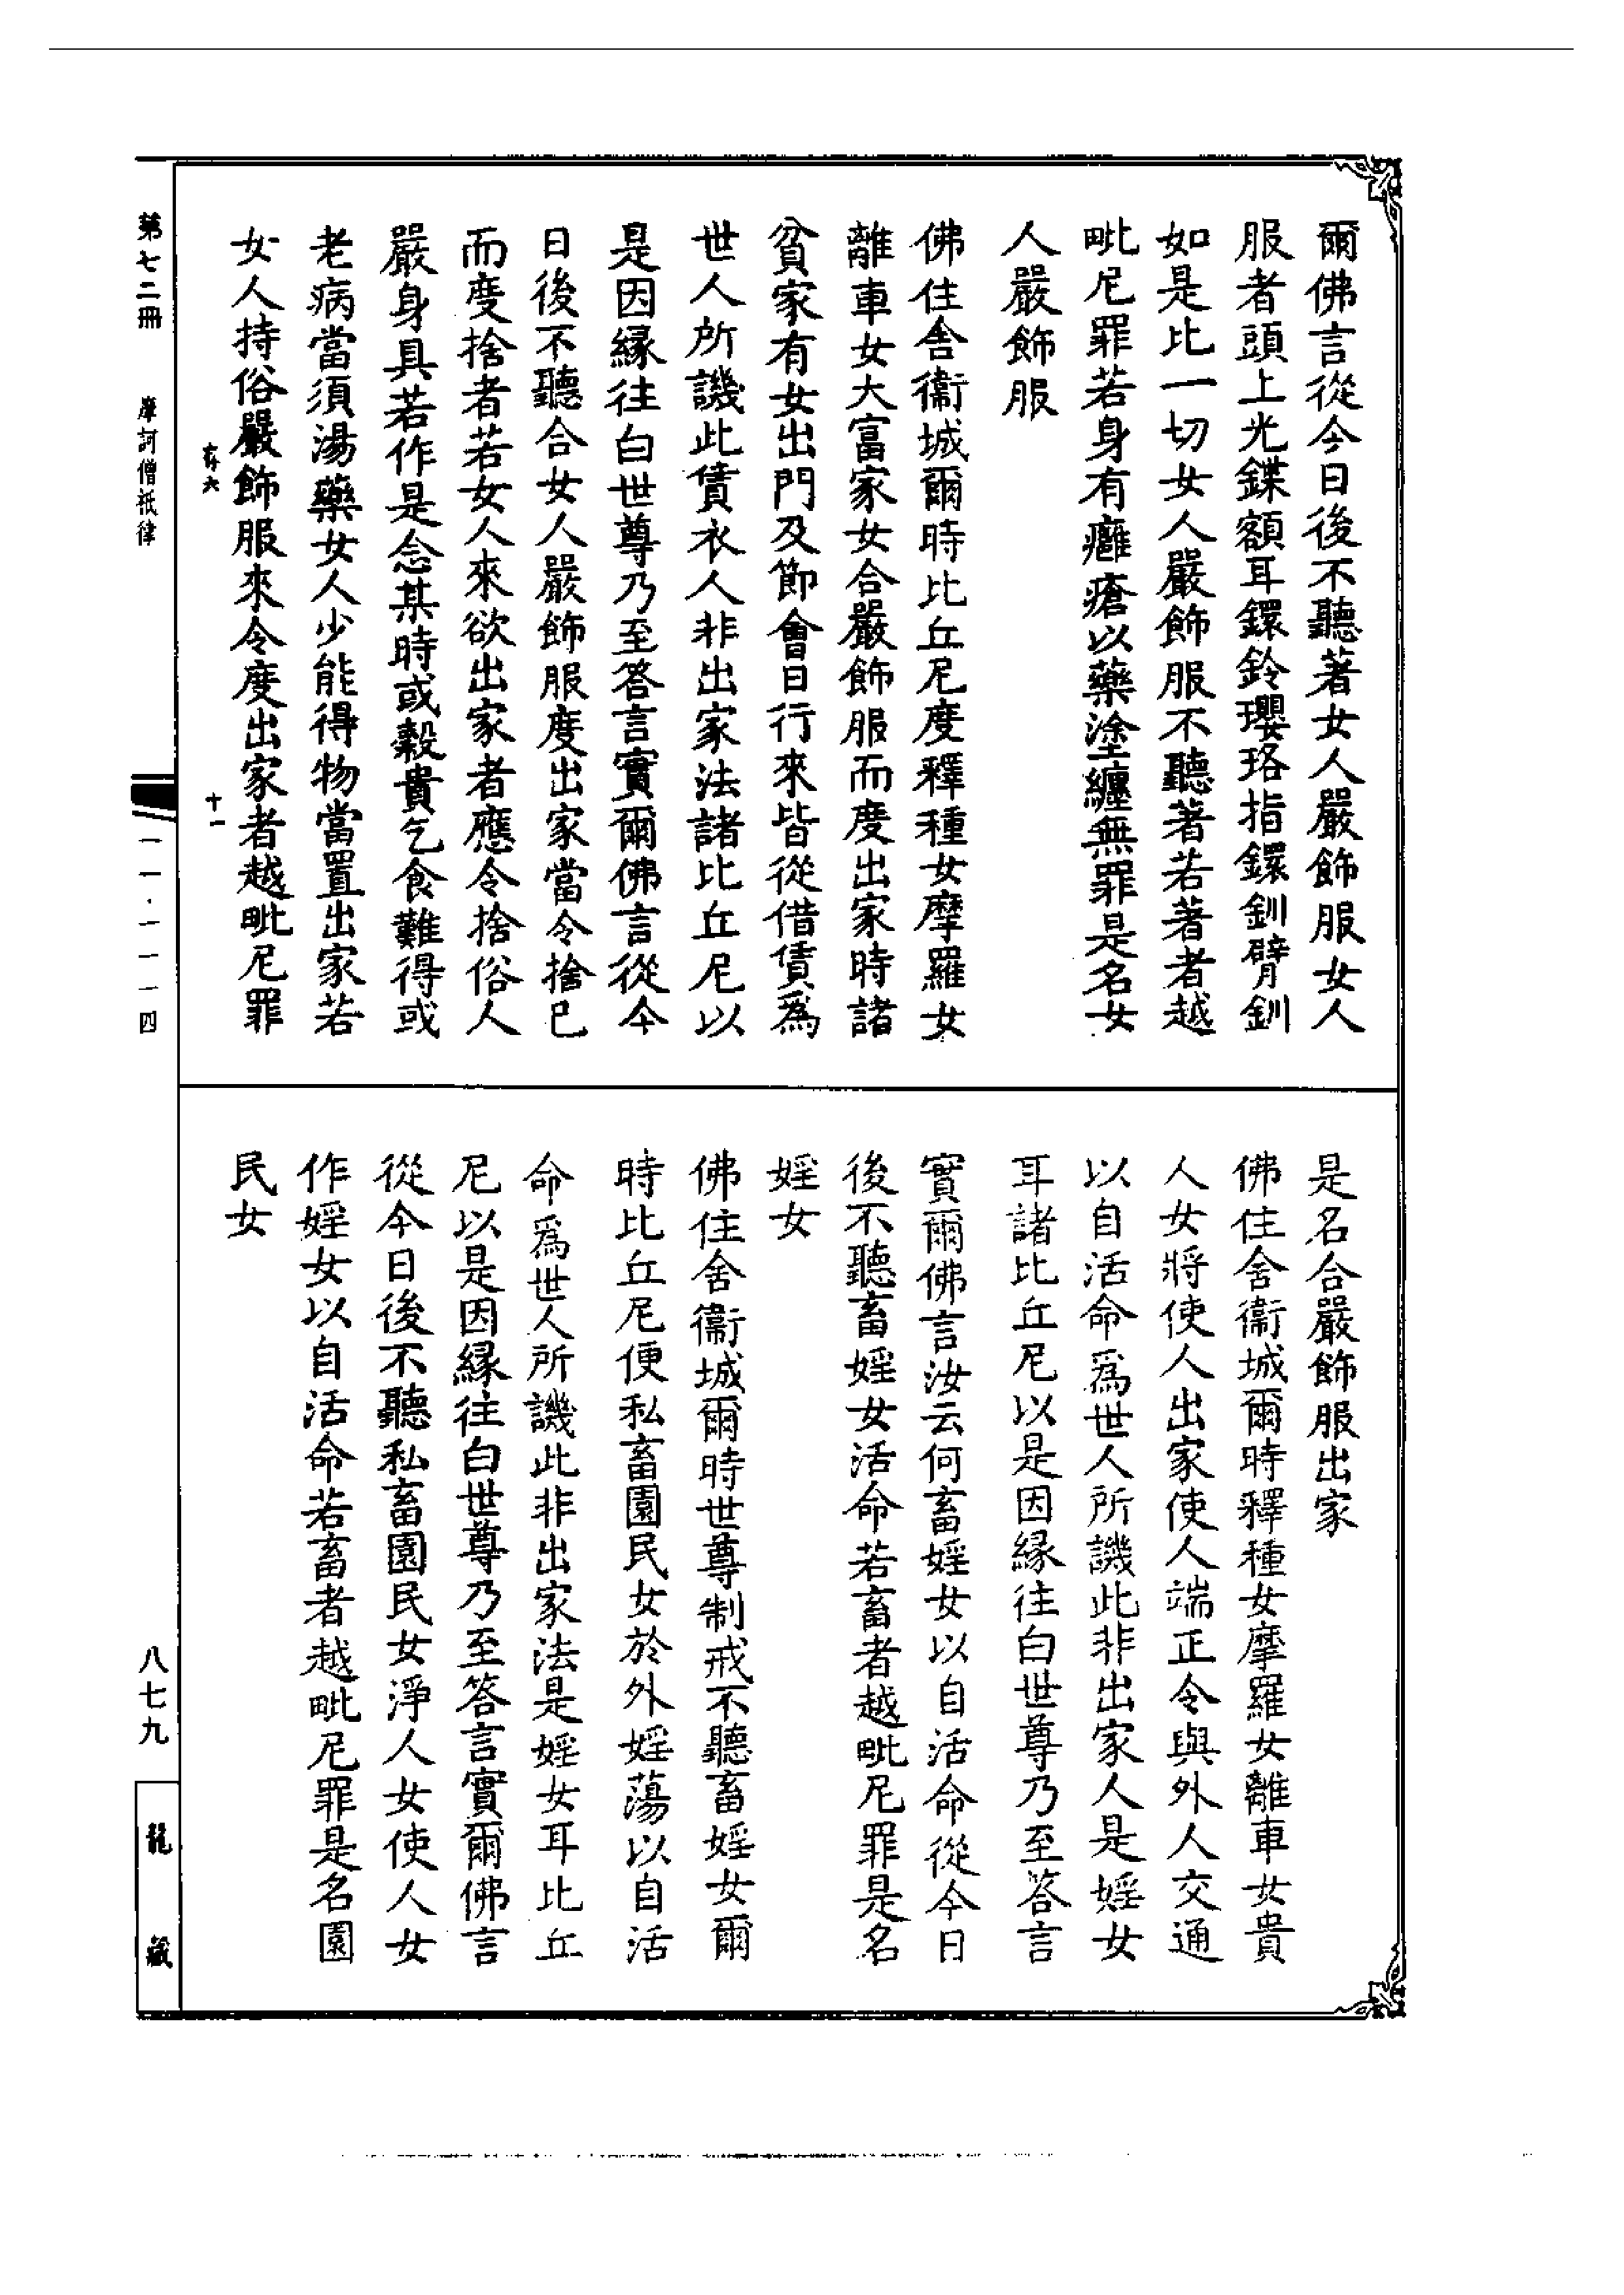 爾佛言從今日後不聽著女人嚴飾服女人
服者頭上光鍱額耳鐶鈴瓔珞指鐶釧臂釧
如是比一切女人嚴飾服不聽著若著者越
毗尼罪若身有癰瘡以藥塗纏無罪是名女
人嚴飾服
佛住舍衞城爾時比丘尼度釋種女摩羅女
離車女大富家女合嚴飾服而度出家時諸
貧家有女出門及節會日行來皆從借賃爲
世人所譏此賃衣人非出家法諸比丘尼以
是因緣往白世尊乃至答言實爾佛言從今
日後不聽合女人嚴飾服度出家當令捨已
而度捨者若女人來欲出家者應令捨俗人
嚴身具若作是念某時或穀貴乞食難得或
老病當須湯藥女人少能得物當置出家若
女人持俗嚴飾服來令度出家者越毗尼罪
是名合嚴飾服出家
佛住舍衞城爾時釋種女摩羅女離車女貴
人女將使人出家使人端正令與外人交通
以自活命爲世人所譏此非出家人是婬女
耳諸比丘尼以是因緣往白世尊乃至答言
實爾佛言汝云何畜婬女以自活命從今日
後不聽畜婬女活命若畜者越毗尼罪是名
婬女
佛住舍衞城爾時世尊制戒不聽畜婬女爾
時比丘尼便私畜園民女於外婬蕩以自活
命爲世人所譏此非出家法是婬女耳比丘
尼以是因緣往白世尊乃至答言實爾佛言
從今日後不聽私畜園民女淨人女使人女
作婬女以自活命若畜者越毗尼罪是名園
民女
第七二冊
摩訶僧祇律
十一
一一一‧一一一四
八七九
龍藏